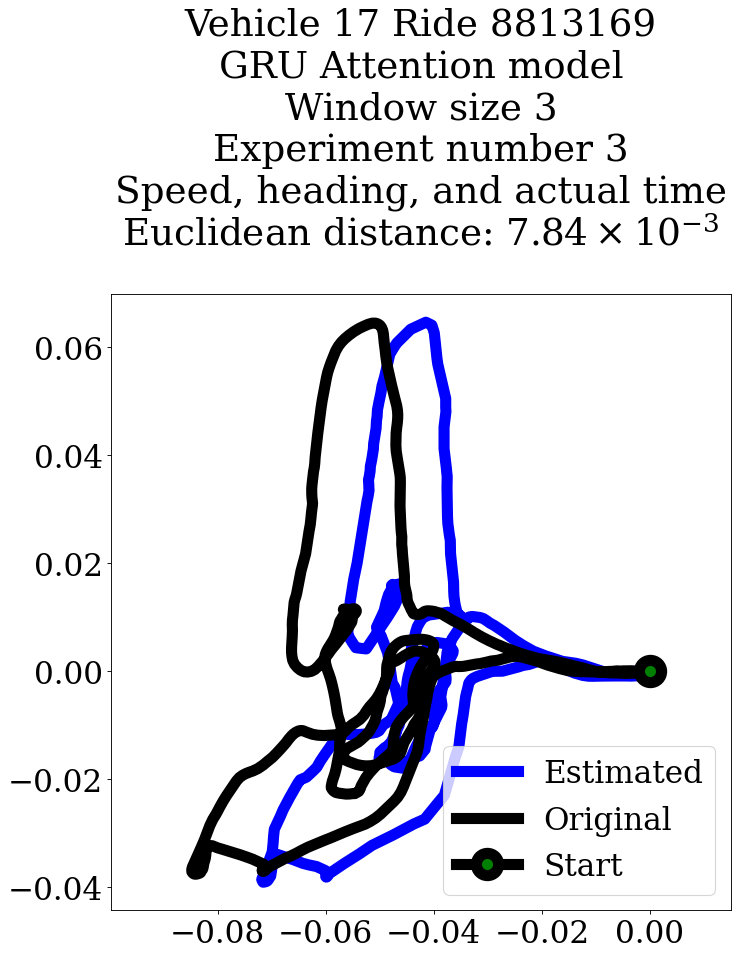 Vehicle 17 Ride 8813169
GRU Attention model
Window size 3
Experiment number 3
Speed, heading, and actual time
Euclidean distance: 7.84 × 10⁻³
0.06
0.04
0.02
0.00
−0.02
−0.04
Estimated
Original
Start
−0.08 −0.06 −0.04 −0.02 0.00